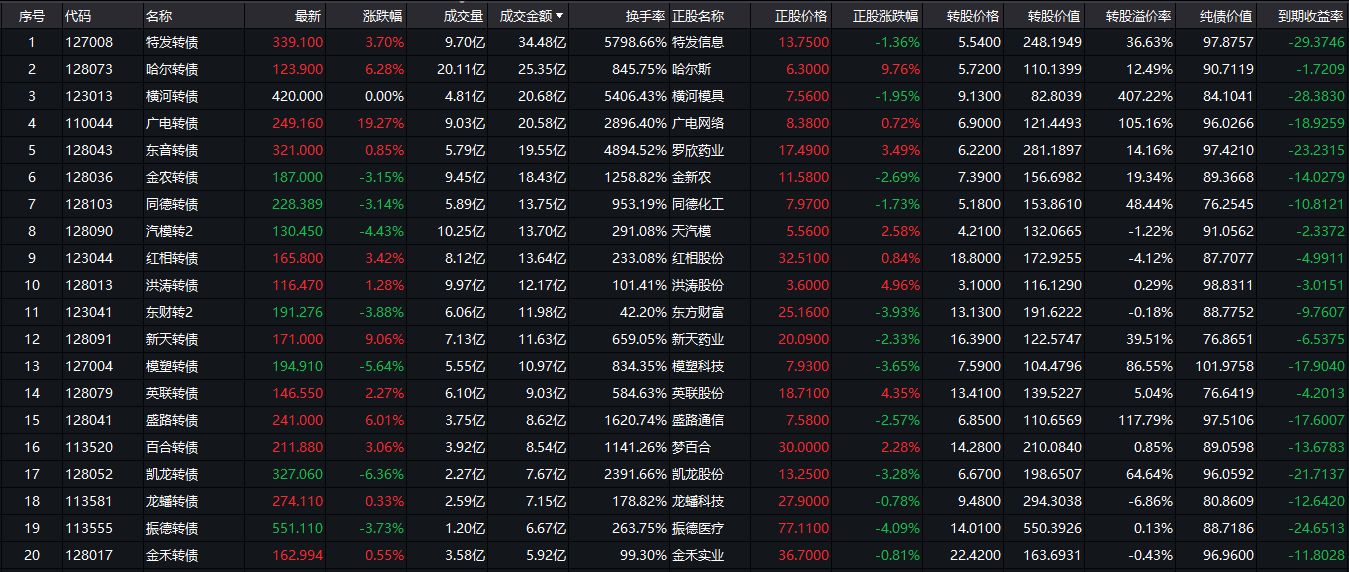 序号 代码 名称 最新 涨跌幅 成交量 成交金额 换手率 正股名称 正股价格 正股涨跌幅 转股价格 转股价值 转股溢价率 纯债价值 到期收益率
1 127008 特发转债 339.100 3.70% 9.70亿 34.48亿 5798.66% 特发信息 13.7500 -1.36% 5.5400 248.1949 36.63% 97.8757 -29.3746
2 128073 哈尔转债 123.900 6.28% 20.11亿 25.35亿 845.75% 哈尔斯 6.3000 9.76% 5.7200 110.1399 12.49% 90.7119 -1.7209
3 123013 横河转债 420.000 0.00% 4.81亿 20.68亿 5406.43% 横河模具 7.5600 -1.95% 9.1300 82.8039 407.22% 84.1041 -28.3830
4 110044 广电转债 249.160 19.27% 9.03亿 20.58亿 2896.40% 广电网络 8.3800 0.72% 6.9000 121.4493 105.16% 96.0266 -18.9259
5 128043 东音转债 321.000 0.85% 5.79亿 19.55亿 4894.52% 罗欣药业 17.4900 3.49% 6.2200 281.1897 14.16% 97.4210 -23.2315
6 128036 金农转债 187.000 -3.15% 9.45亿 18.43亿 1258.82% 金新农 11.5800 -2.69% 7.3900 156.6982 19.34% 89.3668 -14.0279
7 128103 同德转债 228.389 -3.14% 5.89亿 13.75亿 953.19% 同德化工 7.9700 -1.73% 5.1800 153.8610 48.44% 76.2545 -10.8121
8 128090 汽模转2 130.450 -4.43% 10.25亿 13.70亿 291.08% 天汽模 5.5600 2.58% 4.2100 132.0665 -1.22% 91.0562 -2.3372
9 123044 红相转债 165.800 3.42% 8.12亿 13.64亿 233.08% 红相股份 32.5100 0.84% 18.8000 172.9255 -4.12% 87.7077 -4.9911
10 128013 洪涛转债 116.470 1.28% 9.97亿 12.17亿 101.41% 洪涛股份 3.6000 4.96% 3.1000 116.1290 0.29% 98.8311 -3.0151
11 123041 东财转2 191.276 -3.88% 6.06亿 11.98亿 42.20% 东方财富 25.1600 -3.93% 13.1300 191.6222 -0.18% 88.7752 -9.7607
12 128091 新天转债 171.000 9.06% 7.13亿 11.63亿 659.05% 新天药业 20.0900 -2.33% 16.3900 122.5747 39.51% 76.8651 -6.5375
13 127004 模塑转债 194.910 -5.64% 5.55亿 10.97亿 834.35% 模塑科技 7.9300 -3.65% 7.5900 104.4796 86.55% 101.9758 -17.9040
14 128079 英联转债 146.550 2.27% 6.10亿 9.03亿 584.63% 英联股份 18.7100 4.35% 13.4100 139.5227 5.04% 76.6419 -4.2013
15 128041 盛路转债 241.000 6.01% 3.75亿 8.62亿 1620.74% 盛路通信 7.5800 -2.57% 6.8500 110.6569 117.79% 97.5106 -17.6007
16 113520 百合转债 211.880 3.06% 3.92亿 8.54亿 1141.26% 梦百合 30.0000 2.28% 14.2800 210.0840 0.85% 89.0598 -13.6783
17 128052 凯龙转债 327.060 -6.36% 2.27亿 7.67亿 2391.66% 凯龙股份 13.2500 -3.28% 6.6700 198.6507 64.64% 96.0592 -21.7137
18 113581 龙蟠转债 274.110 0.33% 2.59亿 7.15亿 178.82% 龙蟠科技 27.9000 -0.78% 9.4800 294.3038 -6.86% 80.8609 -12.6420
19 113555 振德转债 551.110 -3.73% 1.20亿 6.67亿 263.75% 振德医疗 77.1100 -4.09% 14.0100 550.3926 0.13% 88.7186 -24.6513
20 128017 金禾转债 162.994 0.55% 3.58亿 5.92亿 99.30% 金禾实业 36.7000 -0.81% 22.4200 163.6931 -0.43% 96.9600 -11.8028